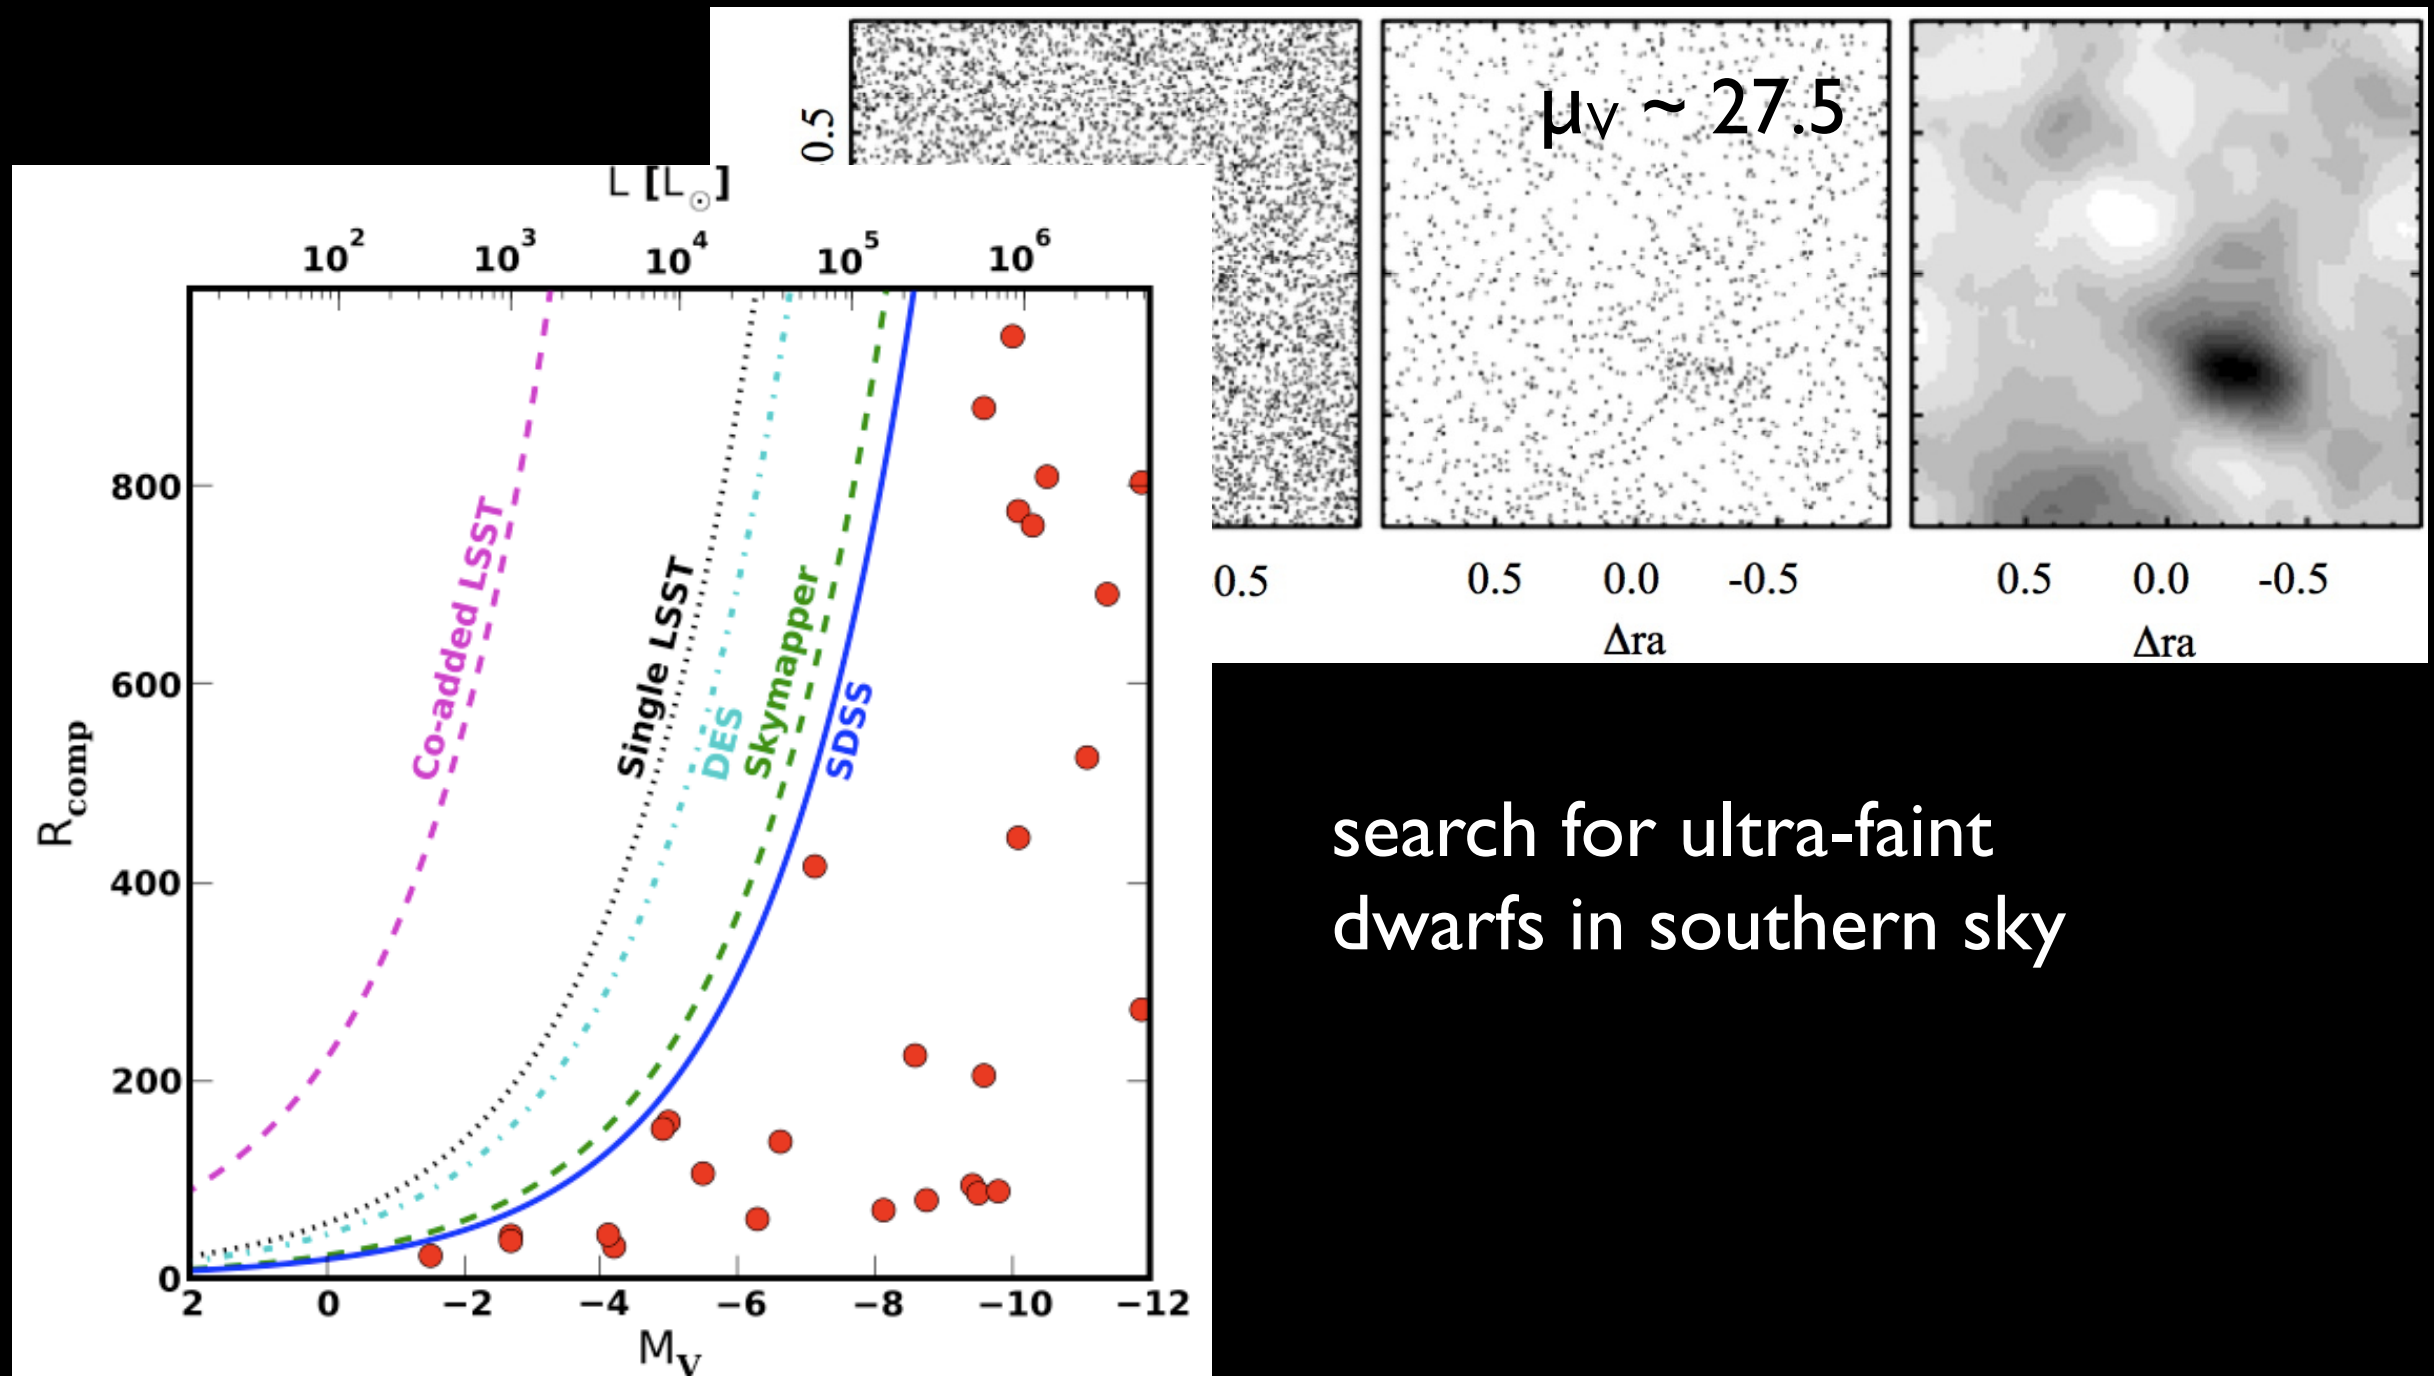 μV ~ 27.5
0.5
0.5
0.5 0.0 -0.5
0.5 0.0 -0.5
Δra
Δra
L [L⊙]
10² 10³ 10⁴ 10⁵ 10⁶
Co-added LSST
Single LSST
DES
Skymapper
SDSS
800
600
400
200
0
Rcomp
2 0 −2 −4 −6 −8 −10 −12
MV
search for ultra-faint
dwarfs in southern sky